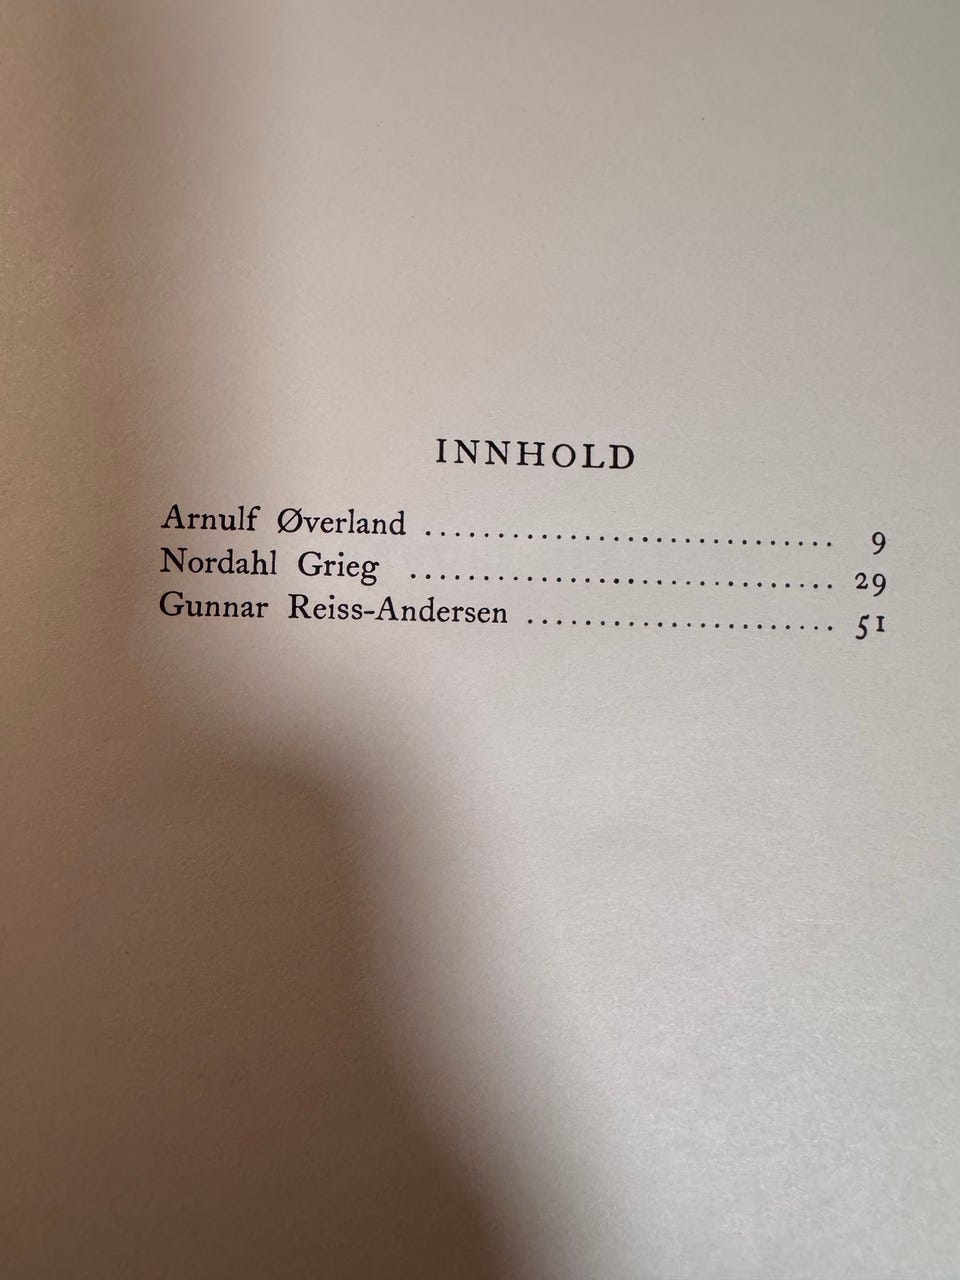 INNHOLD
Arnulf Øverland .............................. 9
Nordahl Grieg ............................... 29
Gunnar Reiss-Andersen ...................... 51